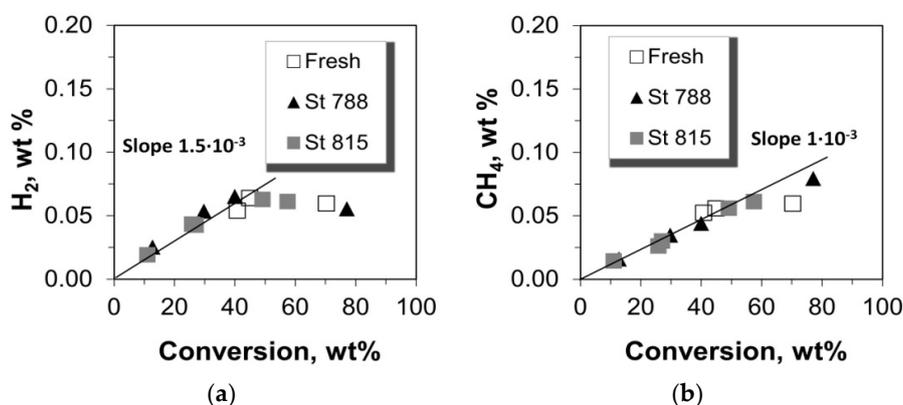 0.20
0.15
0.10
0.05
0.00
H₂, wt %
Fresh
St 788
St 815
Slope 1.5·10⁻³
0 20 40 60 80 100
Conversion, wt%
(a)
0.20
0.15
0.10
0.05
0.00
CH₄, wt %
Fresh
St 788
St 815
Slope 1·10⁻³
0 20 40 60 80 100
Conversion, wt%
(b)